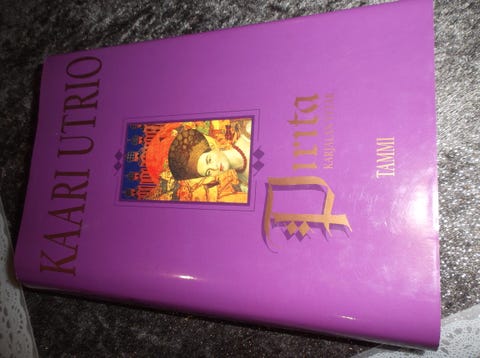 KAARI UTRIO
Pirita
KARJALAN TYTÄR
TAMMI